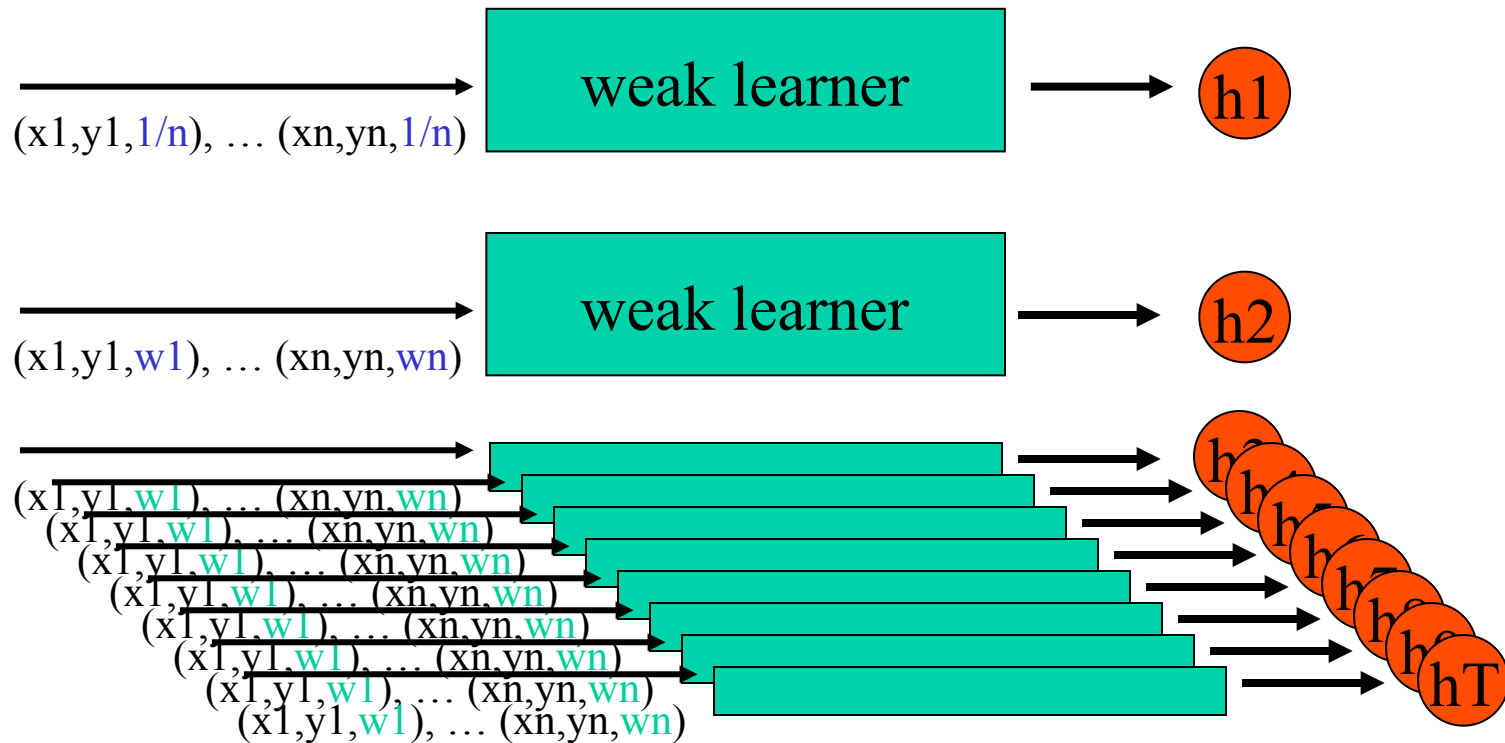 weak learner
h1
(x1,y1,1/n), … (xn,yn,1/n)
weak learner
h2
(x1,y1,w1), … (xn,yn,wn)
(x1,y1,w1), … (xn,yn,wn)
(x1,y1,w1), … (xn,yn,wn)
(x1,y1,w1), … (xn,yn,wn)
(x1,y1,w1), … (xn,yn,wn)
(x1,y1,w1), … (xn,yn,wn)
(x1,y1,w1), … (xn,yn,wn)
(x1,y1,w1), … (xn,yn,wn)
(x1,y1,w1), … (xn,yn,wn)
hT